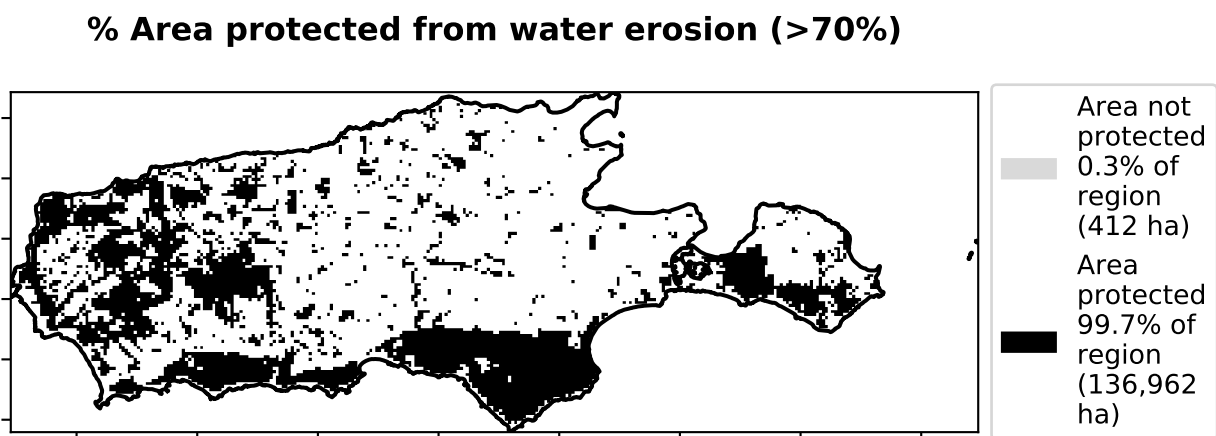 % Area protected from water erosion (>70%)
Area not
protected
0.3% of
region
(412 ha)
Area
protected
99.7% of
region
(136,962
ha)